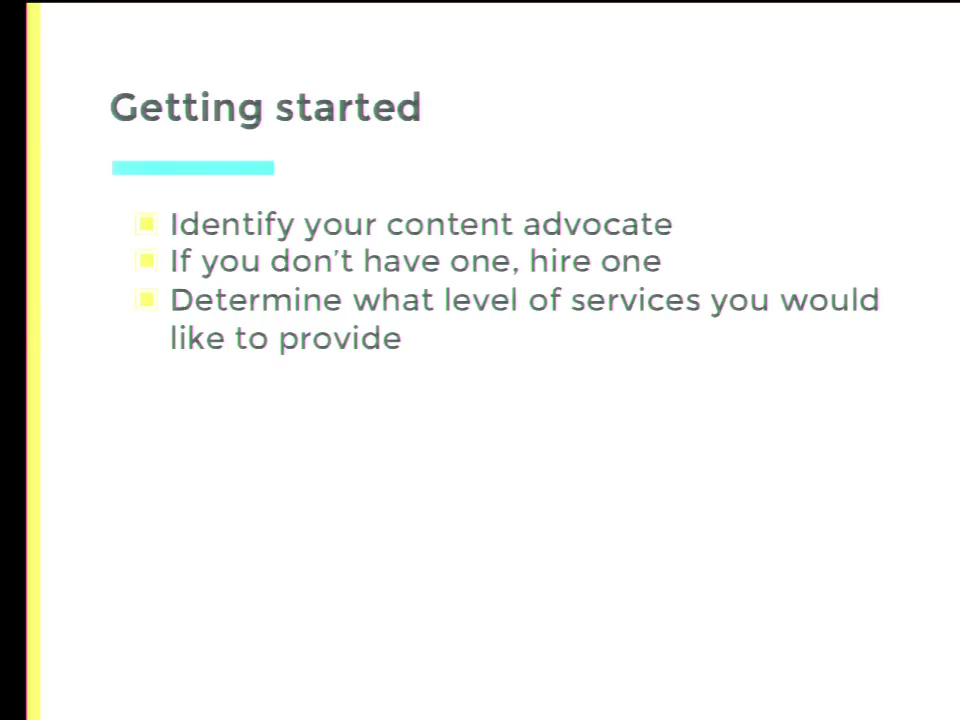 Getting started
Identify your content advocate
If you don't have one, hire one
Determine what level of services you would
like to provide